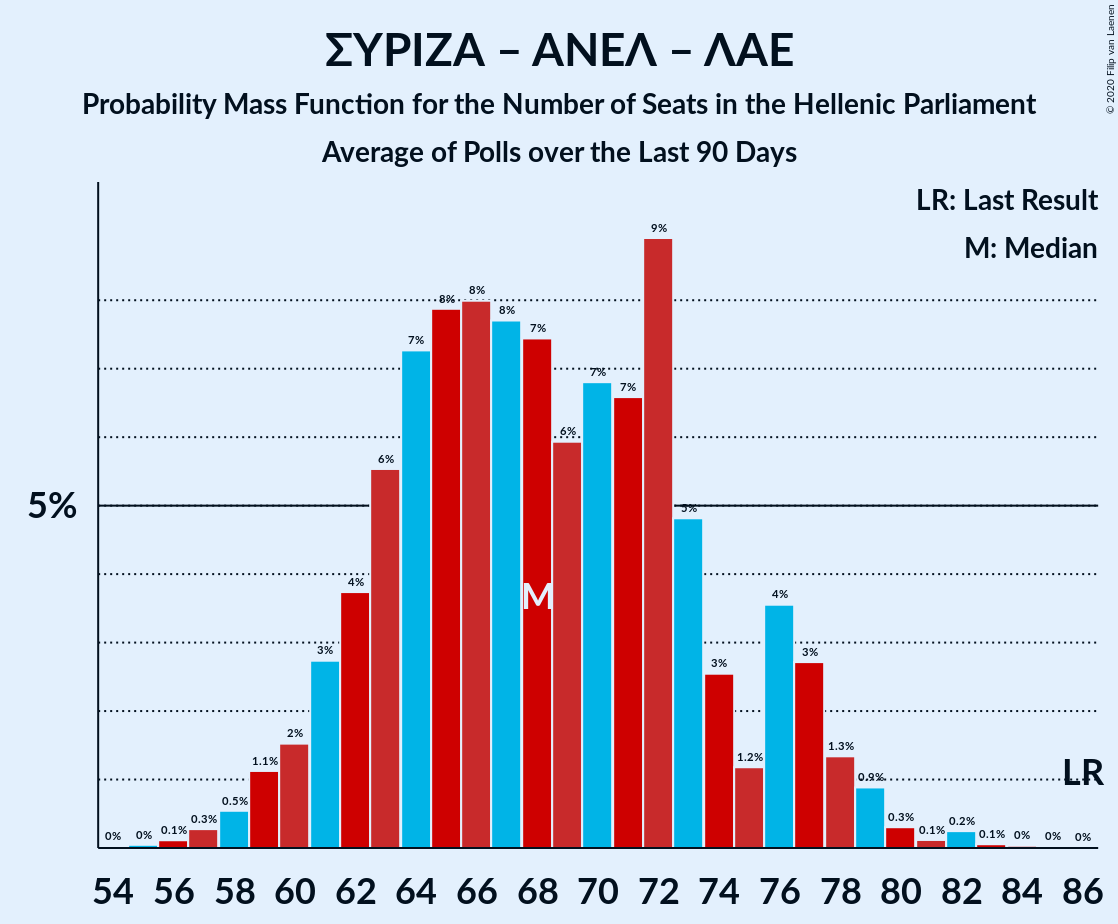 ΣΥΡΙΖΑ – ΑΝΕΛ – ΛΑΕ
Probability Mass Function for the Number of Seats in the Hellenic Parliament
Average of Polls over the Last 90 Days
© 2020 Filip van Laenen
LR: Last Result
M: Median
5%
0% 0% 0.1% 0.3% 0.5% 1.1% 2% 3% 4% 6% 7% 8% 8% 8% 7% 6% 7% 7% 9% 5% 3% 1.2% 4% 3% 1.3% 0.9% 0.3% 0.1% 0.2% 0.1% 0% 0% 0%
M
LR
54 56 58 60 62 64 66 68 70 72 74 76 78 80 82 84 86